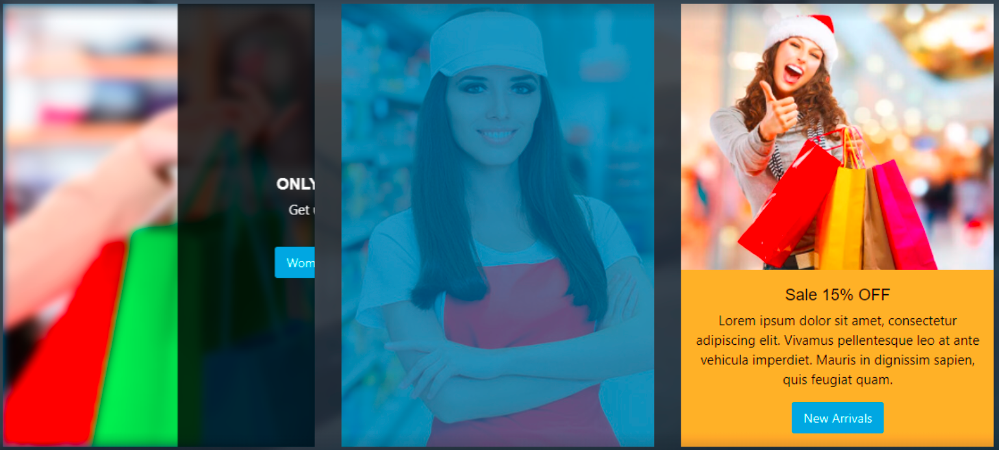 ONLY
Get
Wom
Sale 15% OFF
Lorem ipsum dolor sit amet, consectetur
adipiscing elit. Vivamus pellentesque leo at ante
vehicula imperdiet. Mauris in dignissim sapien,
quis feugiat quam.
New Arrivals